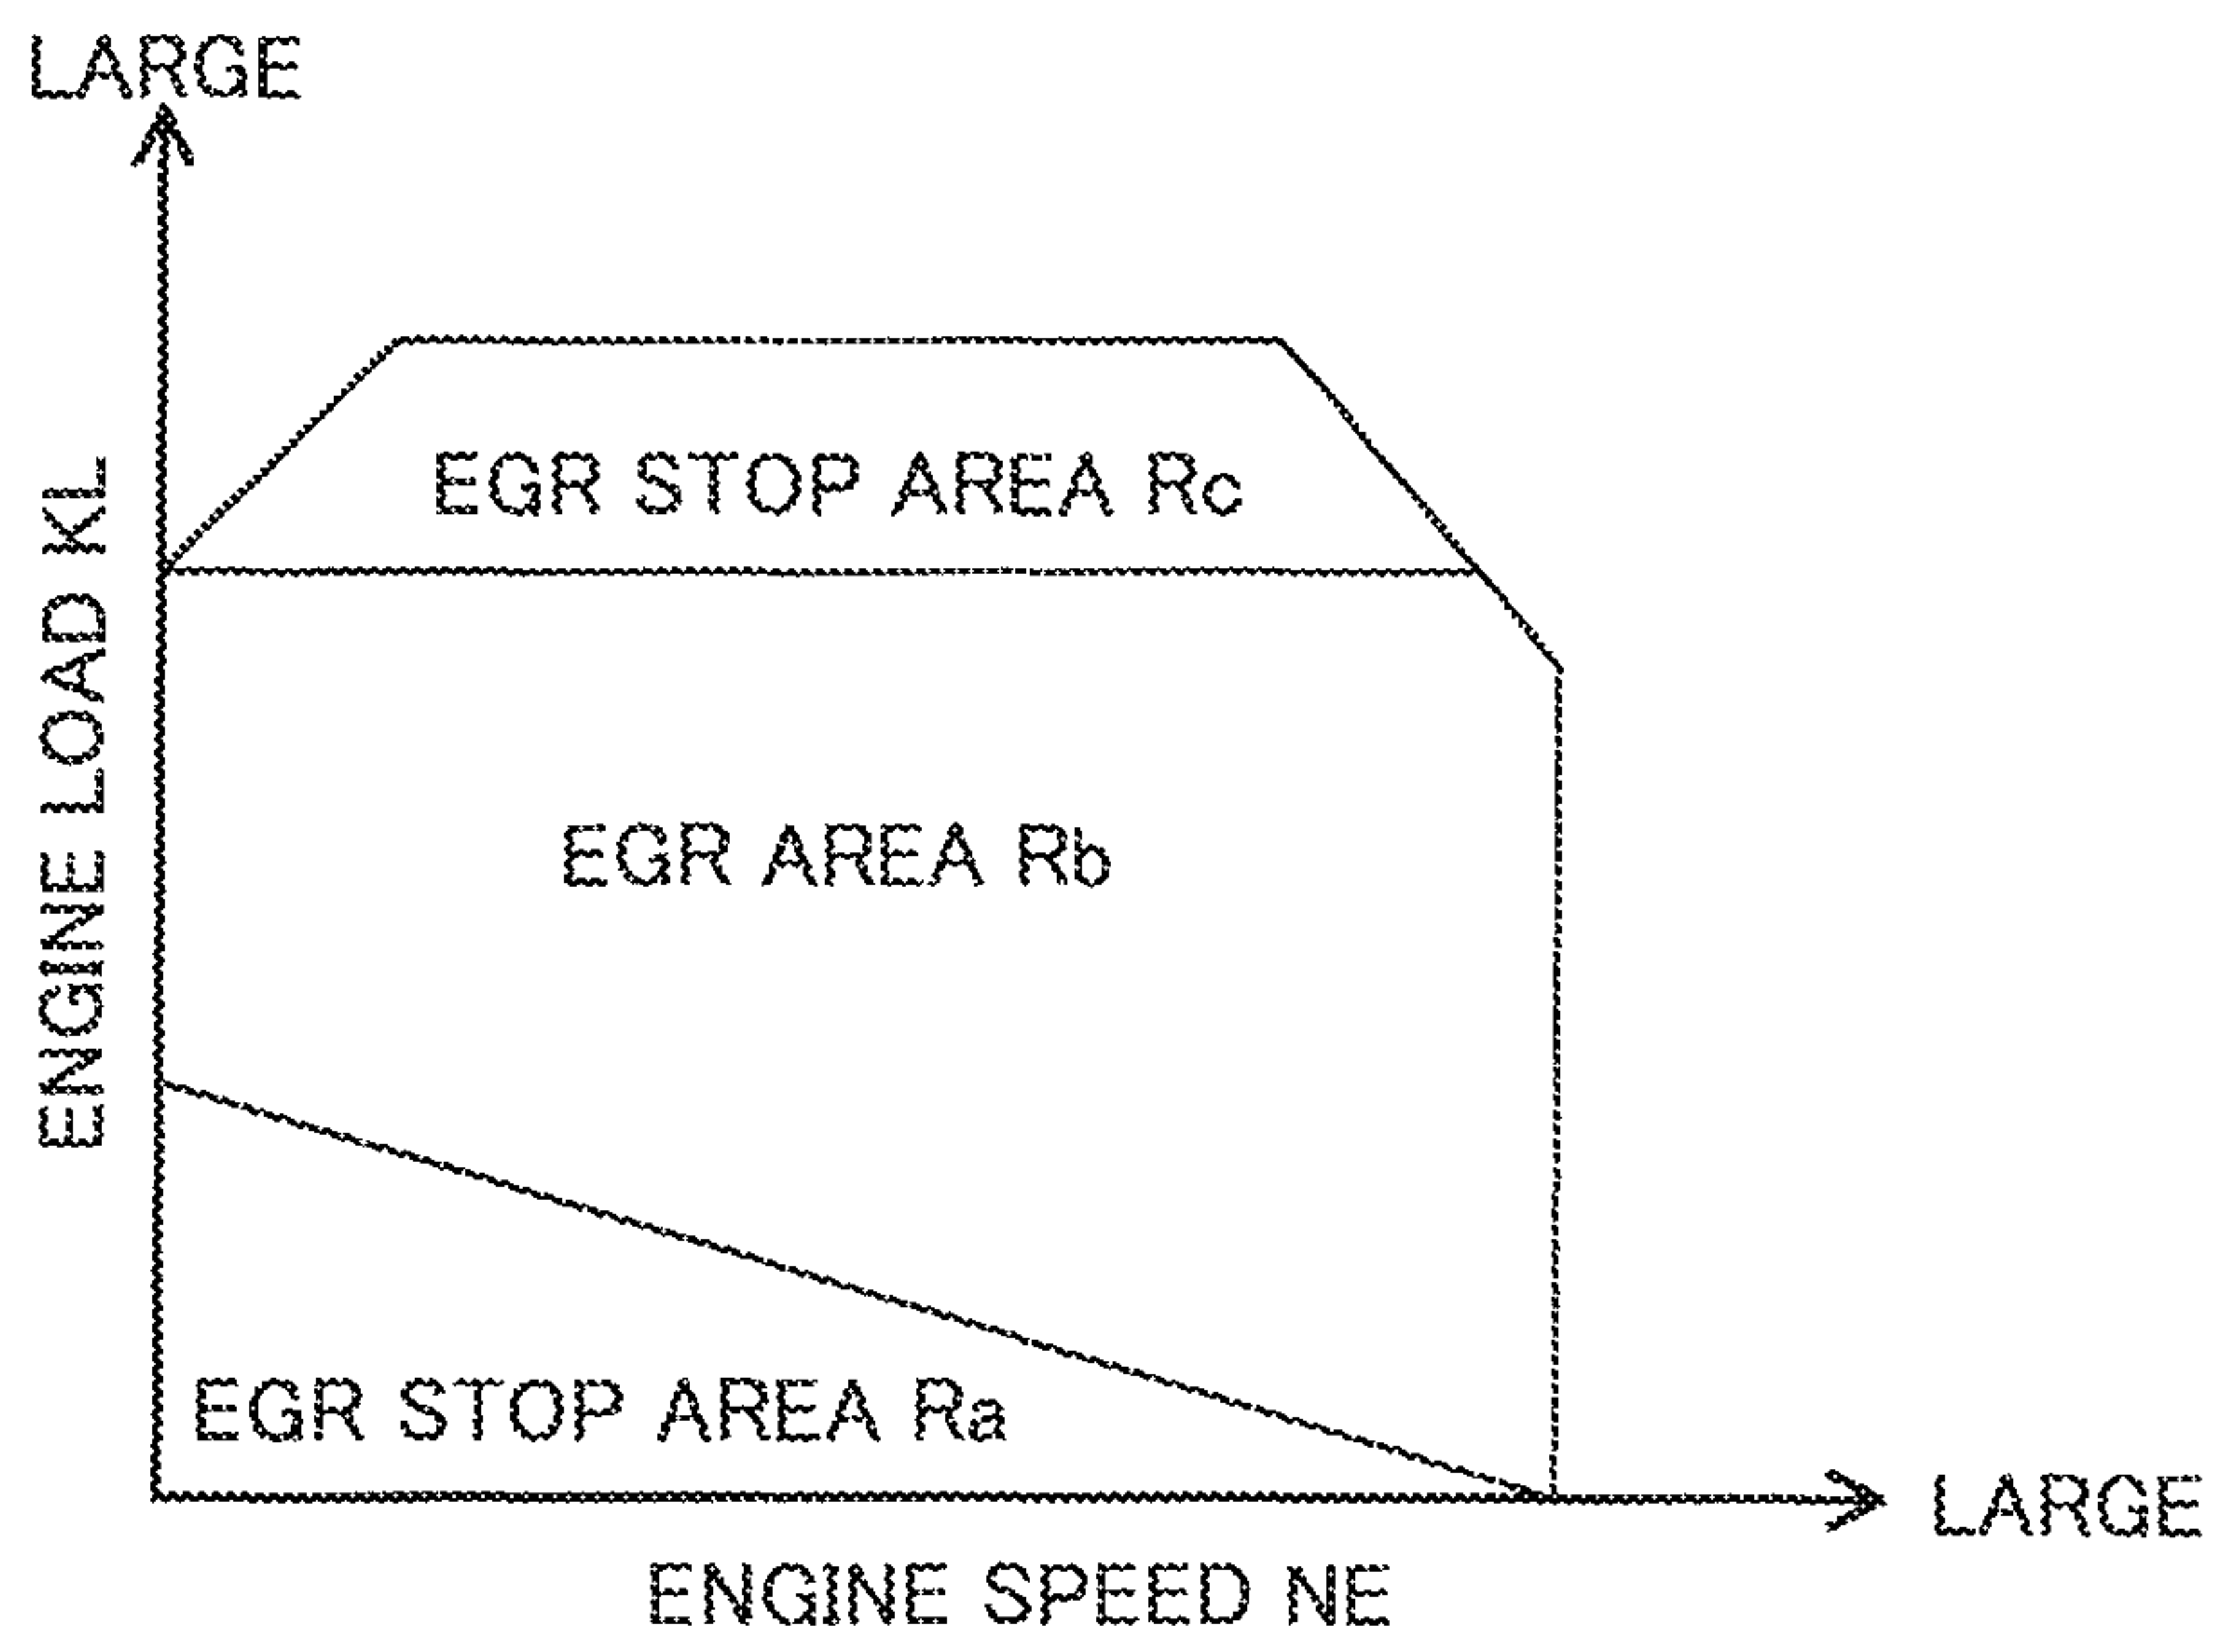 LARGE
ENGINE LOAD KL
EGR STOP AREA Rc
EGR AREA Rb
EGR STOP AREA Ra
LARGE
ENGINE SPEED NE